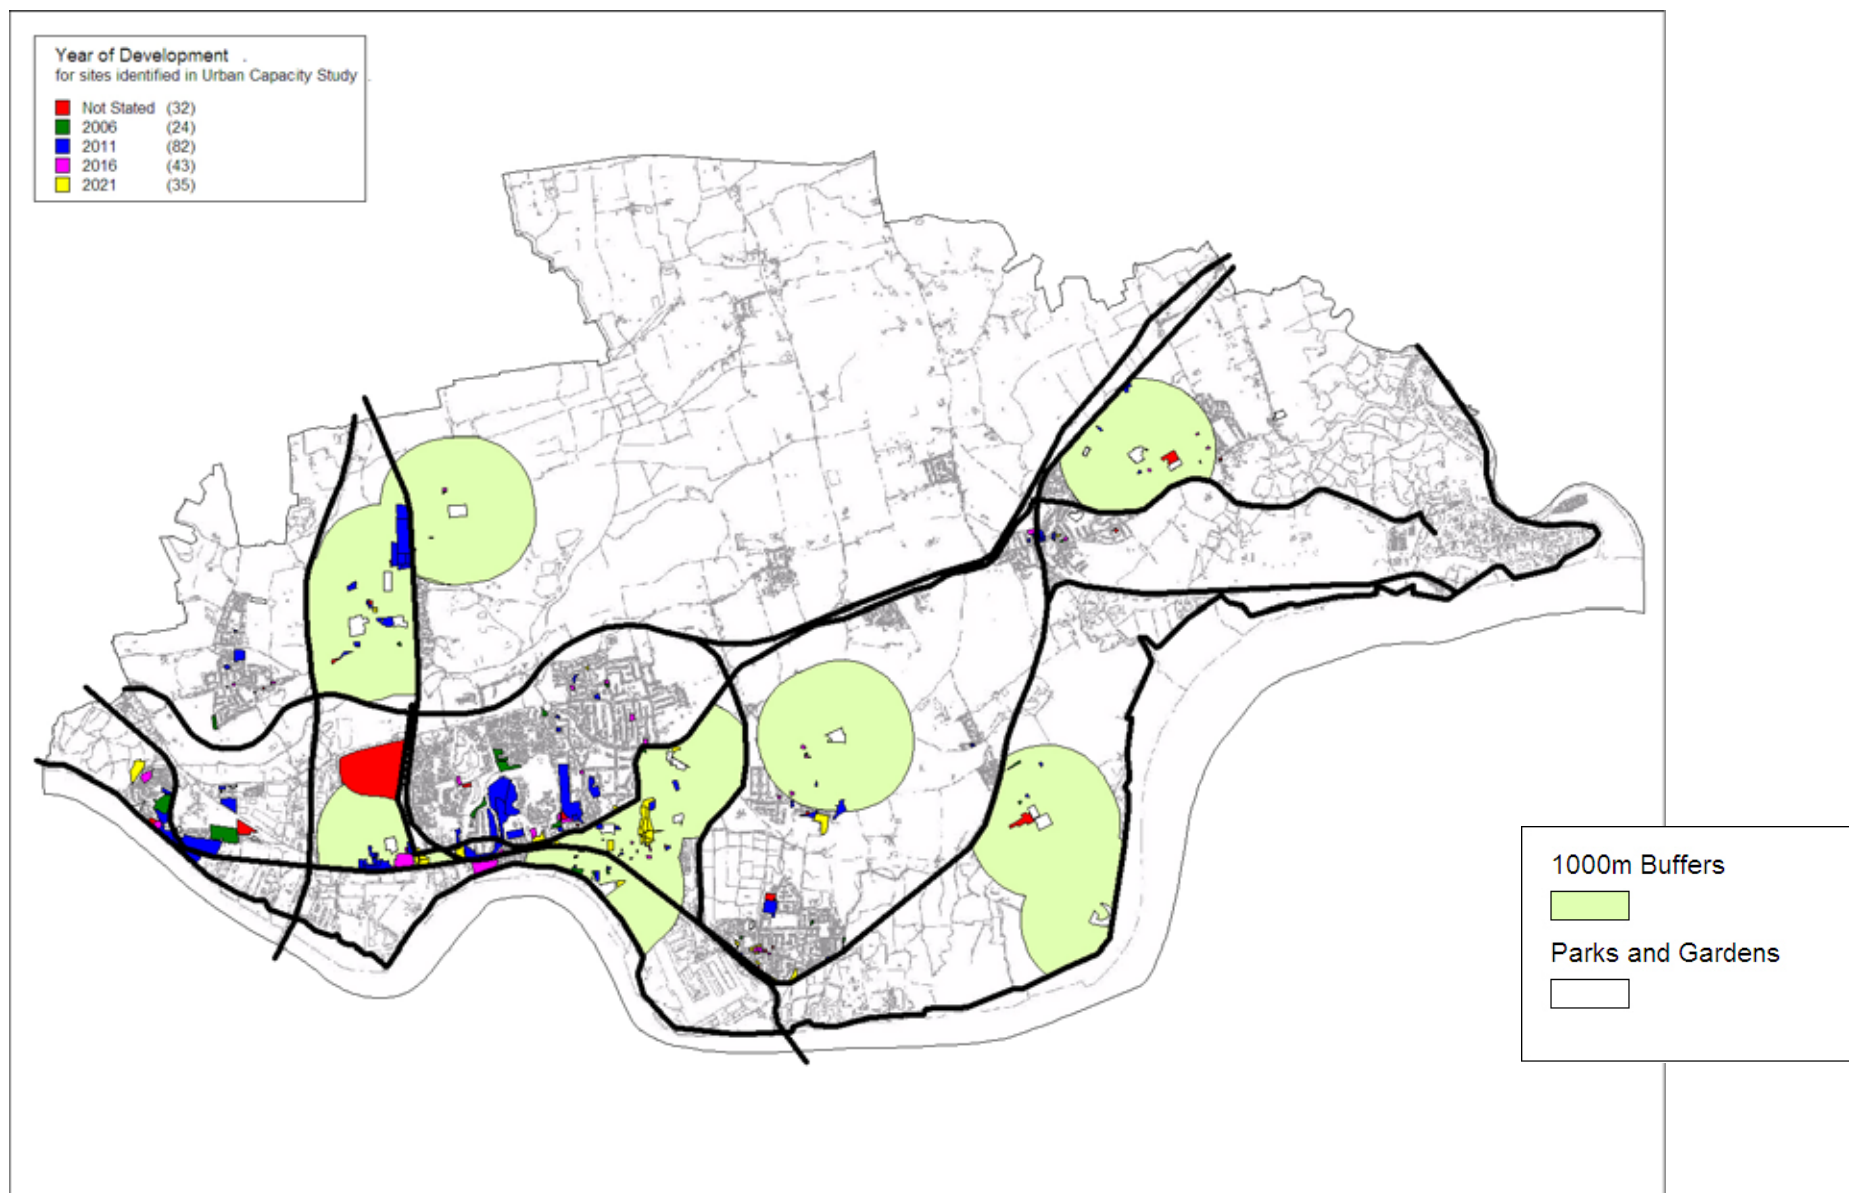 Year of Development .
for sites identified in Urban Capacity Study
Not Stated (32)
2006 (24)
2011 (82)
2016 (43)
2021 (35)
1000m Buffers
Parks and Gardens